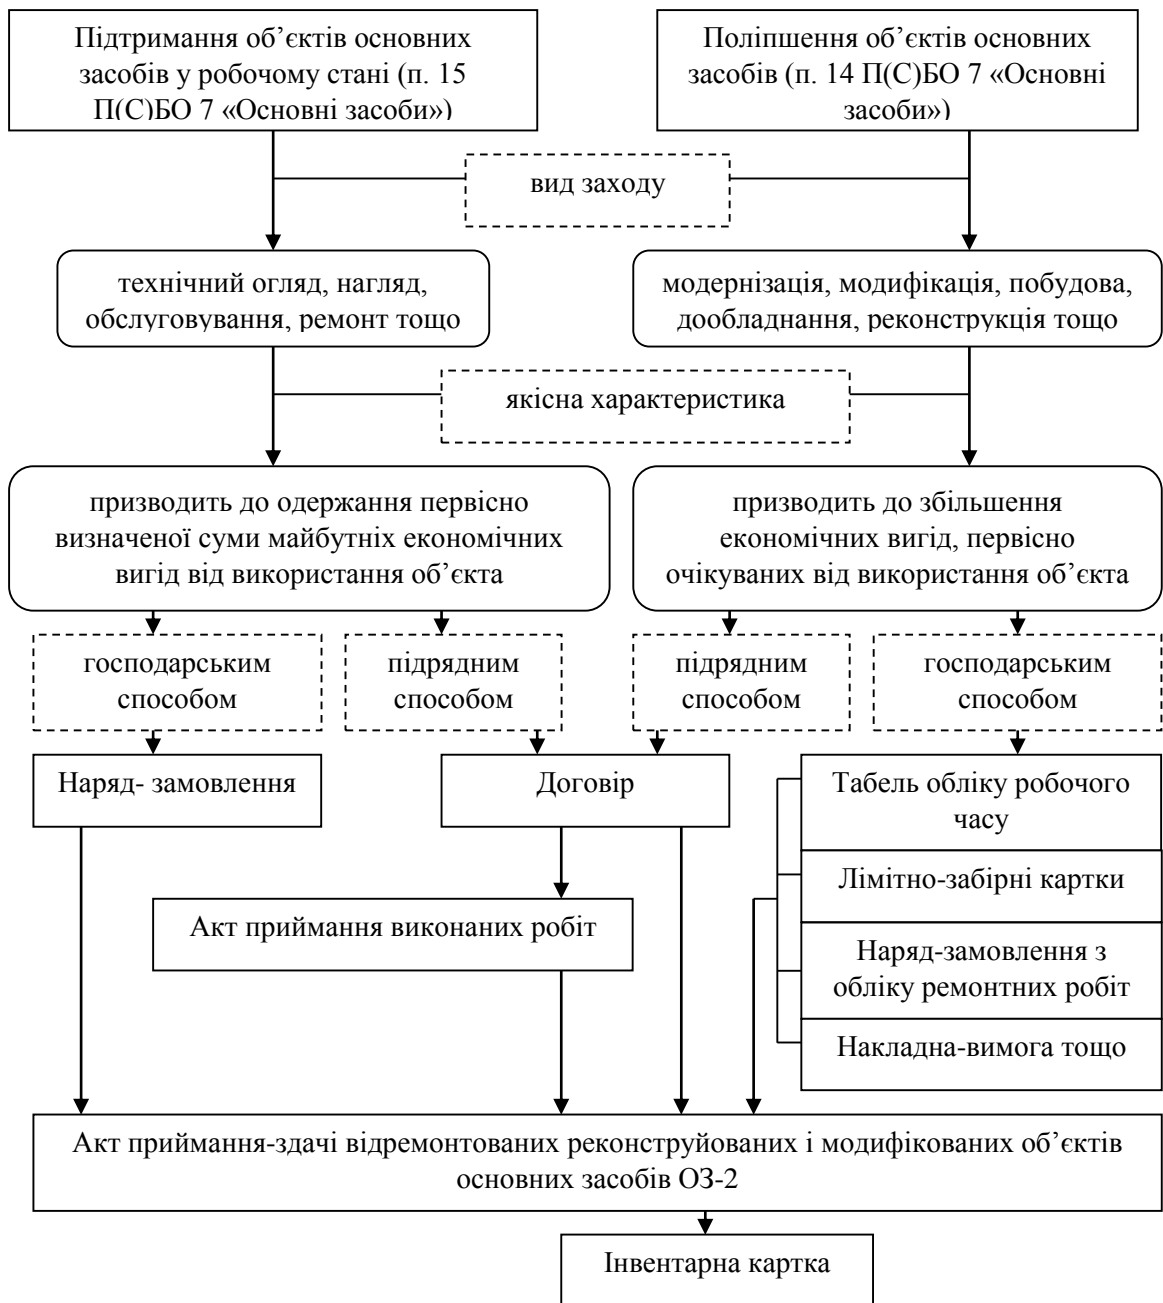 Підтримання об’єктів основних
засобів у робочому стані (п. 15
П(С)БО 7 «Основні засоби»)
Поліпшення об’єктів основних
засобів (п. 14 П(С)БО 7 «Основні
засоби»)
вид заходу
технічний огляд, нагляд,
обслуговування, ремонт тощо
модернізація, модифікація, побудова,
дообладнання, реконструкція тощо
якісна характеристика
призводить до одержання первісно
визначеної суми майбутніх економічних
вигід від використання об’єкта
призводить до збільшення
економічних вигід, первісно
очікуваних від використання об’єкта
господарським
способом
підрядним
способом
підрядним
способом
господарським
способом
Наряд- замовлення
Договір
Табель обліку робочого
часу
Лімітно-забірні картки
Акт приймання виконаних робіт
Наряд-замовлення з
обліку ремонтних робіт
Накладна-вимога тощо
Акт приймання-здачі відремонтованих реконструйованих і модифікованих об’єктів
основних засобів ОЗ-2
Інвентарна картка